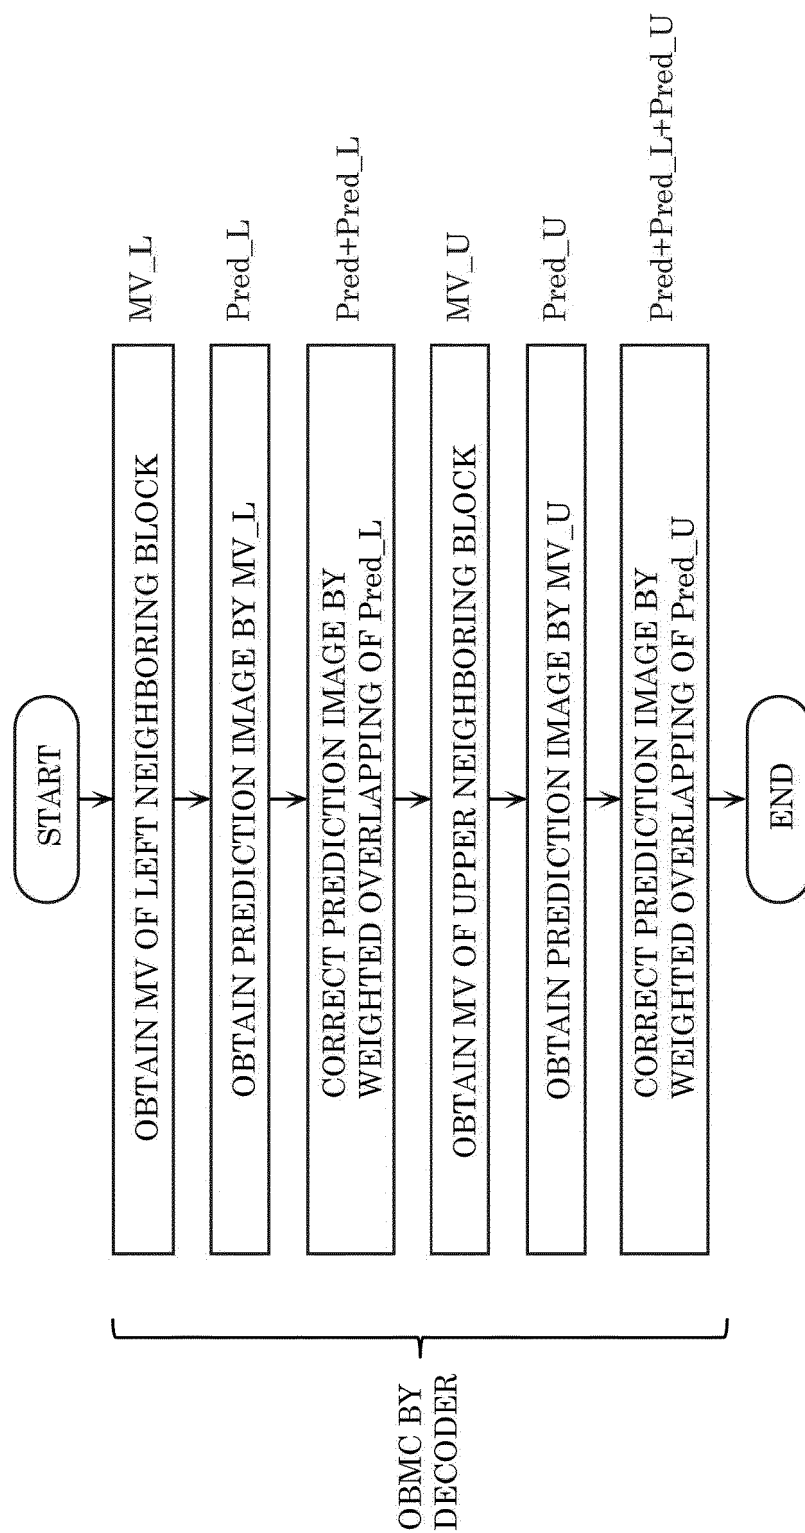 START
OBTAIN MV OF LEFT NEIGHBORING BLOCK
MV_L
OBTAIN PREDICTION IMAGE BY MV_L
Pred_L
CORRECT PREDICTION IMAGE BY
WEIGHTED OVERLAPPING OF Pred_L
Pred+Pred_L
OBTAIN MV OF UPPER NEIGHBORING BLOCK
MV_U
OBTAIN PREDICTION IMAGE BY MV_U
Pred_U
CORRECT PREDICTION IMAGE BY
WEIGHTED OVERLAPPING OF Pred_U
Pred+Pred_L+Pred_U
END
OBMC BY
DECODER